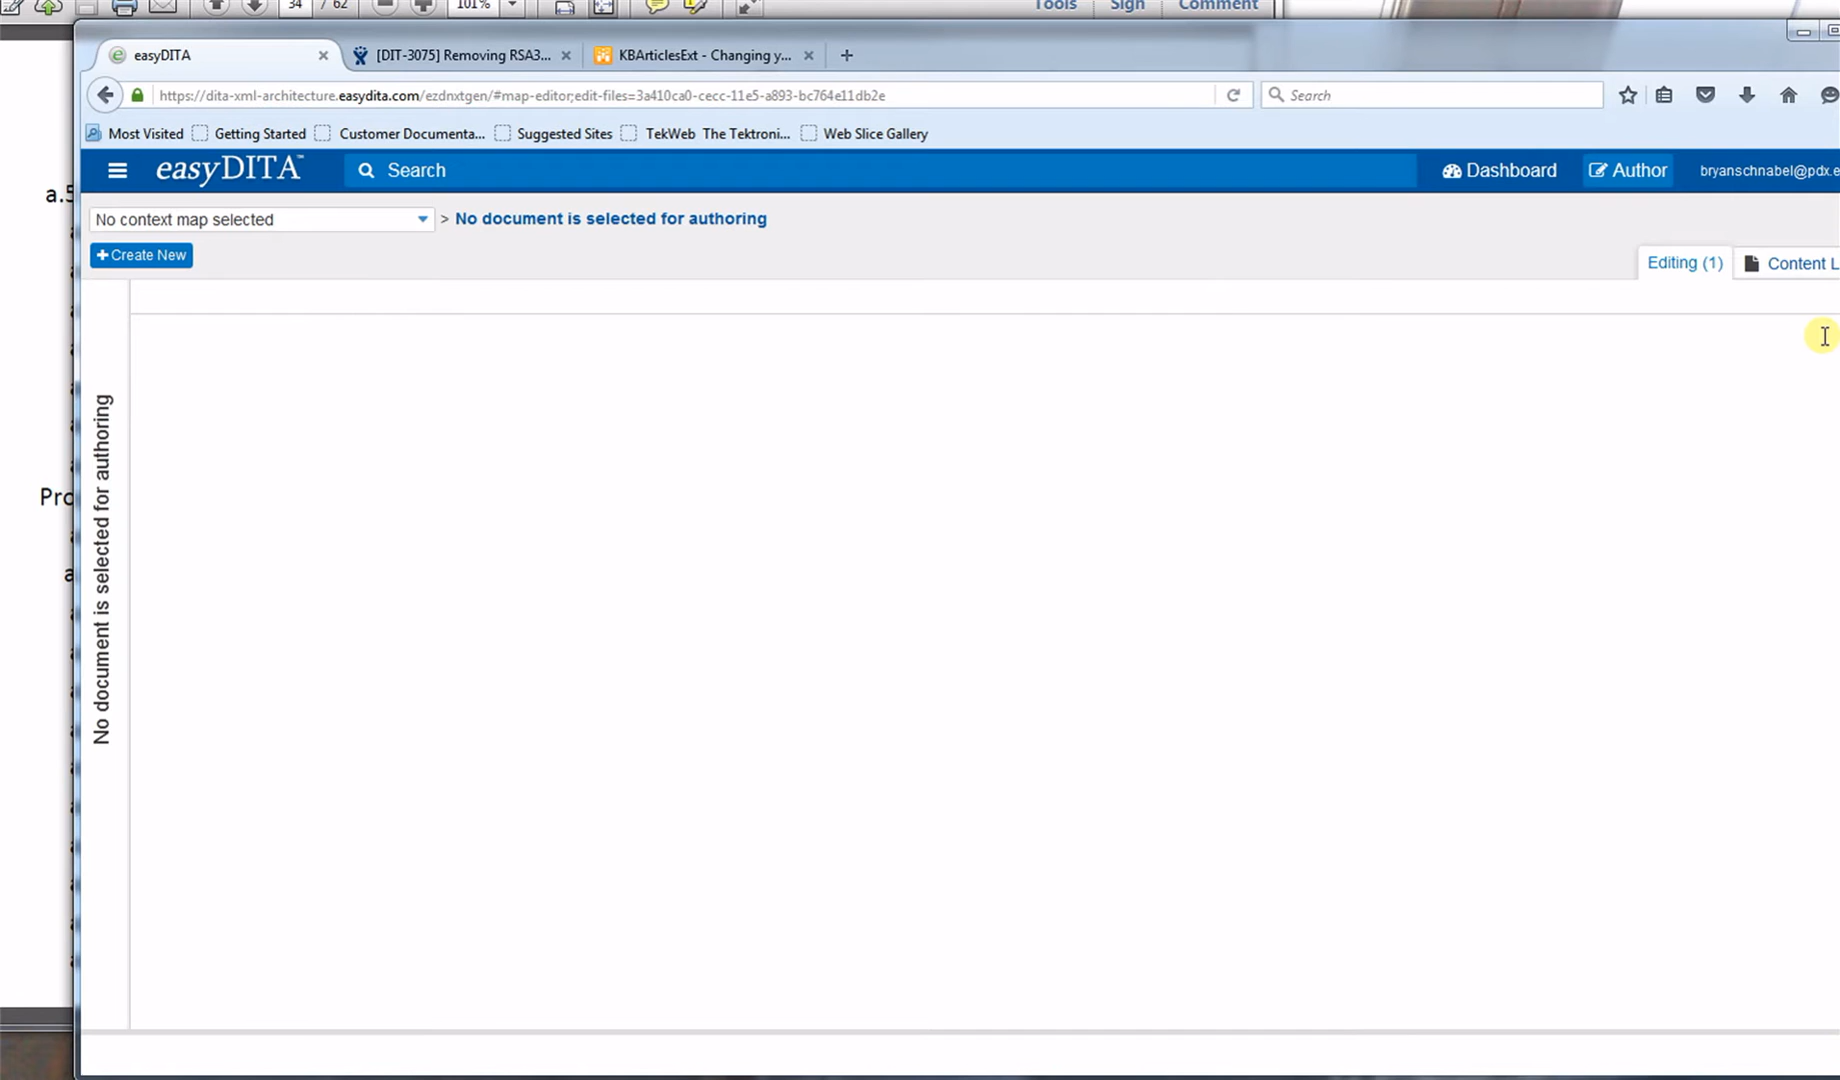 34 / 62 101% Tools Sign Comment
easyDITA [DIT-3075] Removing RSA3... KBArticlesExt - Changing y...
https://dita-xml-architecture.easydita.com/ezdnxtgen/#map-editor;edit-files=3a410ca0-cecc-11e5-a893-bc764e11db2e Search
Most Visited Getting Started Customer Documenta... Suggested Sites TekWeb The Tektroni... Web Slice Gallery
easyDITA™ Search Dashboard Author bryanschnabel@pdx.e
a.5
No context map selected > No document is selected for authoring
+ Create New
Editing (1) Content L
No document is selected for authoring
Pro
a